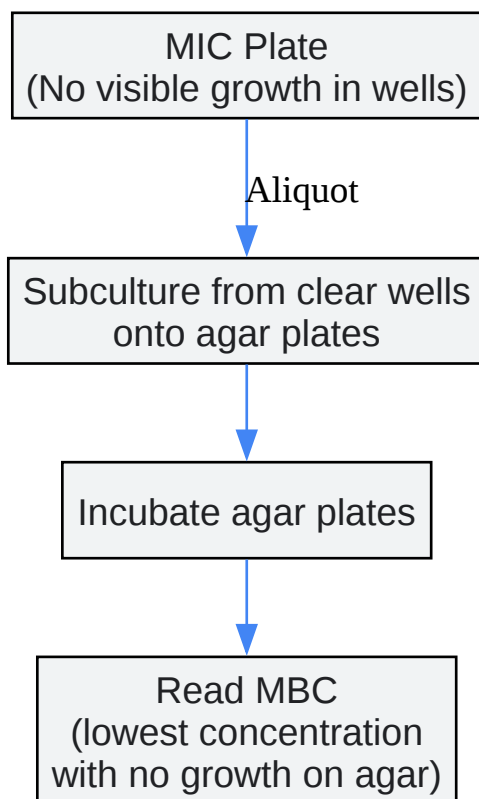 MIC Plate
(No visible growth in wells)
Aliquot
Subculture from clear wells
onto agar plates
Incubate agar plates
Read MBC
(lowest concentration
with no growth on agar)